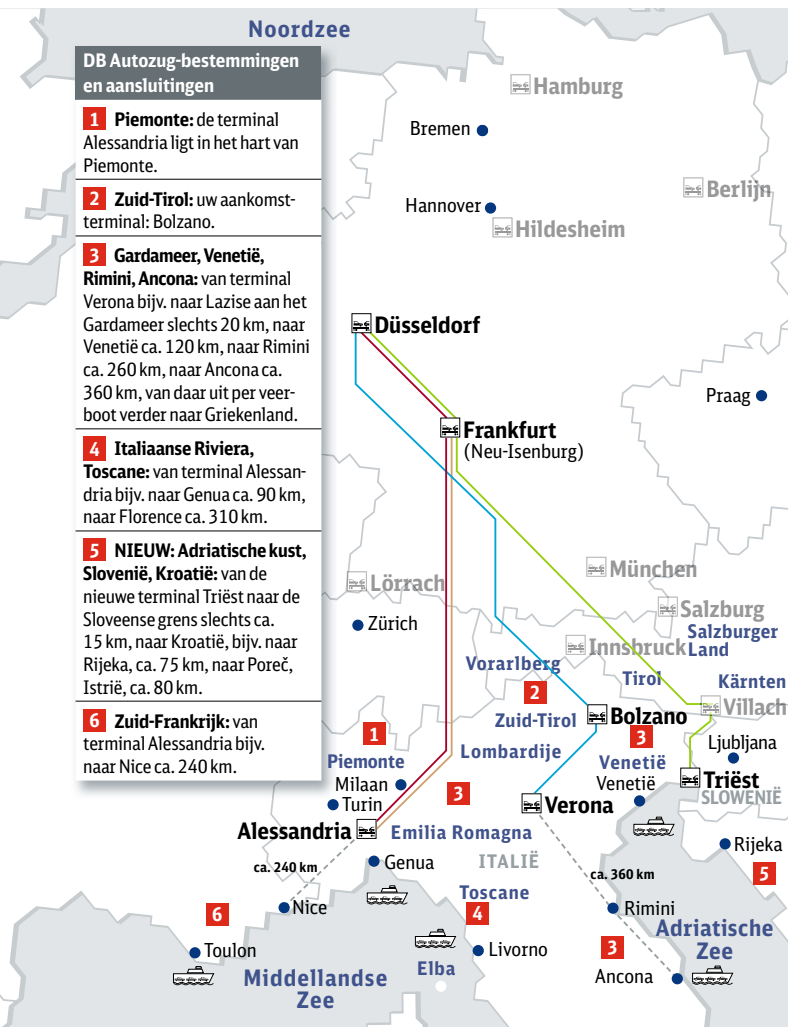 Noordzee
DB Autozug-bestemmingen
en aansluitingen
1 Piemonte: de terminal
Alessandria ligt in het hart van
Piemonte.
2 Zuid-Tirol: uw aankomst-
terminal: Bolzano.
3 Gardameer, Venetië,
Rimini, Ancona: van terminal
Verona bijv. naar Lazise aan het
Gardameer slechts 20 km, naar
Venetië ca. 120 km, naar Rimini
ca. 260 km, naar Ancona ca.
360 km, van daar uit per veer-
boot verder naar Griekenland.
4 Italiaanse Riviera,
Toscane: van terminal Alessan-
dria bijv. naar Genua ca. 90 km,
naar Florence ca. 310 km.
5 NIEUW: Adriatische kust,
Slovenië, Kroatië: van de
nieuwe terminal Triëst naar de
Sloveense grens slechts ca.
15 km, naar Kroatië, bijv. naar
Rijeka, ca. 75 km, naar Poreč,
Istrië, ca. 80 km.
6 Zuid-Frankrijk: van
terminal Alessandria bijv.
naar Nice ca. 240 km.
Hamburg
Bremen
Berlijn
Hannover
Hildesheim
Düsseldorf
Praag
Frankfurt
(Neu-Isenburg)
München
Lörrach
Salzburg
Zürich
Salzburger
Land
Innsbruck
Vorarlberg
Tirol
Kärnten
2
Villach
Bolzano
Zuid-Tirol
1
3
Ljubljana
Piemonte
Lombardije
Venetië
Venetië
Milaan
Triëst
SLOWENIË
3
Turin
Verona
Alessandria
Emilia Romagna
Rijeka
Genua
ITALIË
ca. 240 km
ca. 360 km
5
Toscane
6
Nice
4
Rimini
Adriatische
Zee
Toulon
Livorno
3
Middellandse
Zee
Elba
Ancona